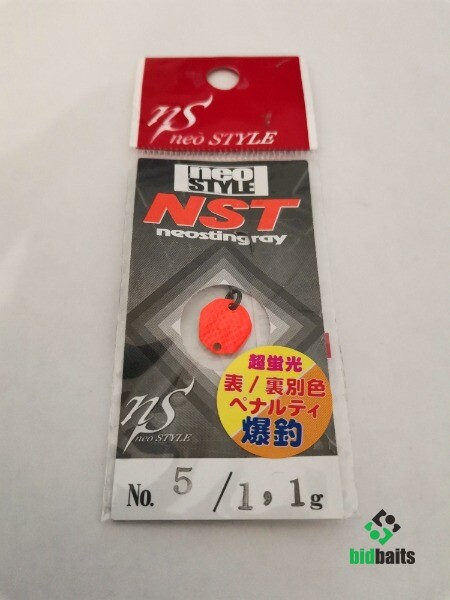 ns
neo STYLE
neo
STYLE
NST
neostingray
超蛍光
表/裏別色
ペナルティ
爆釣
ns
neo STYLE
No. 5 / 1,1g
bidbaits